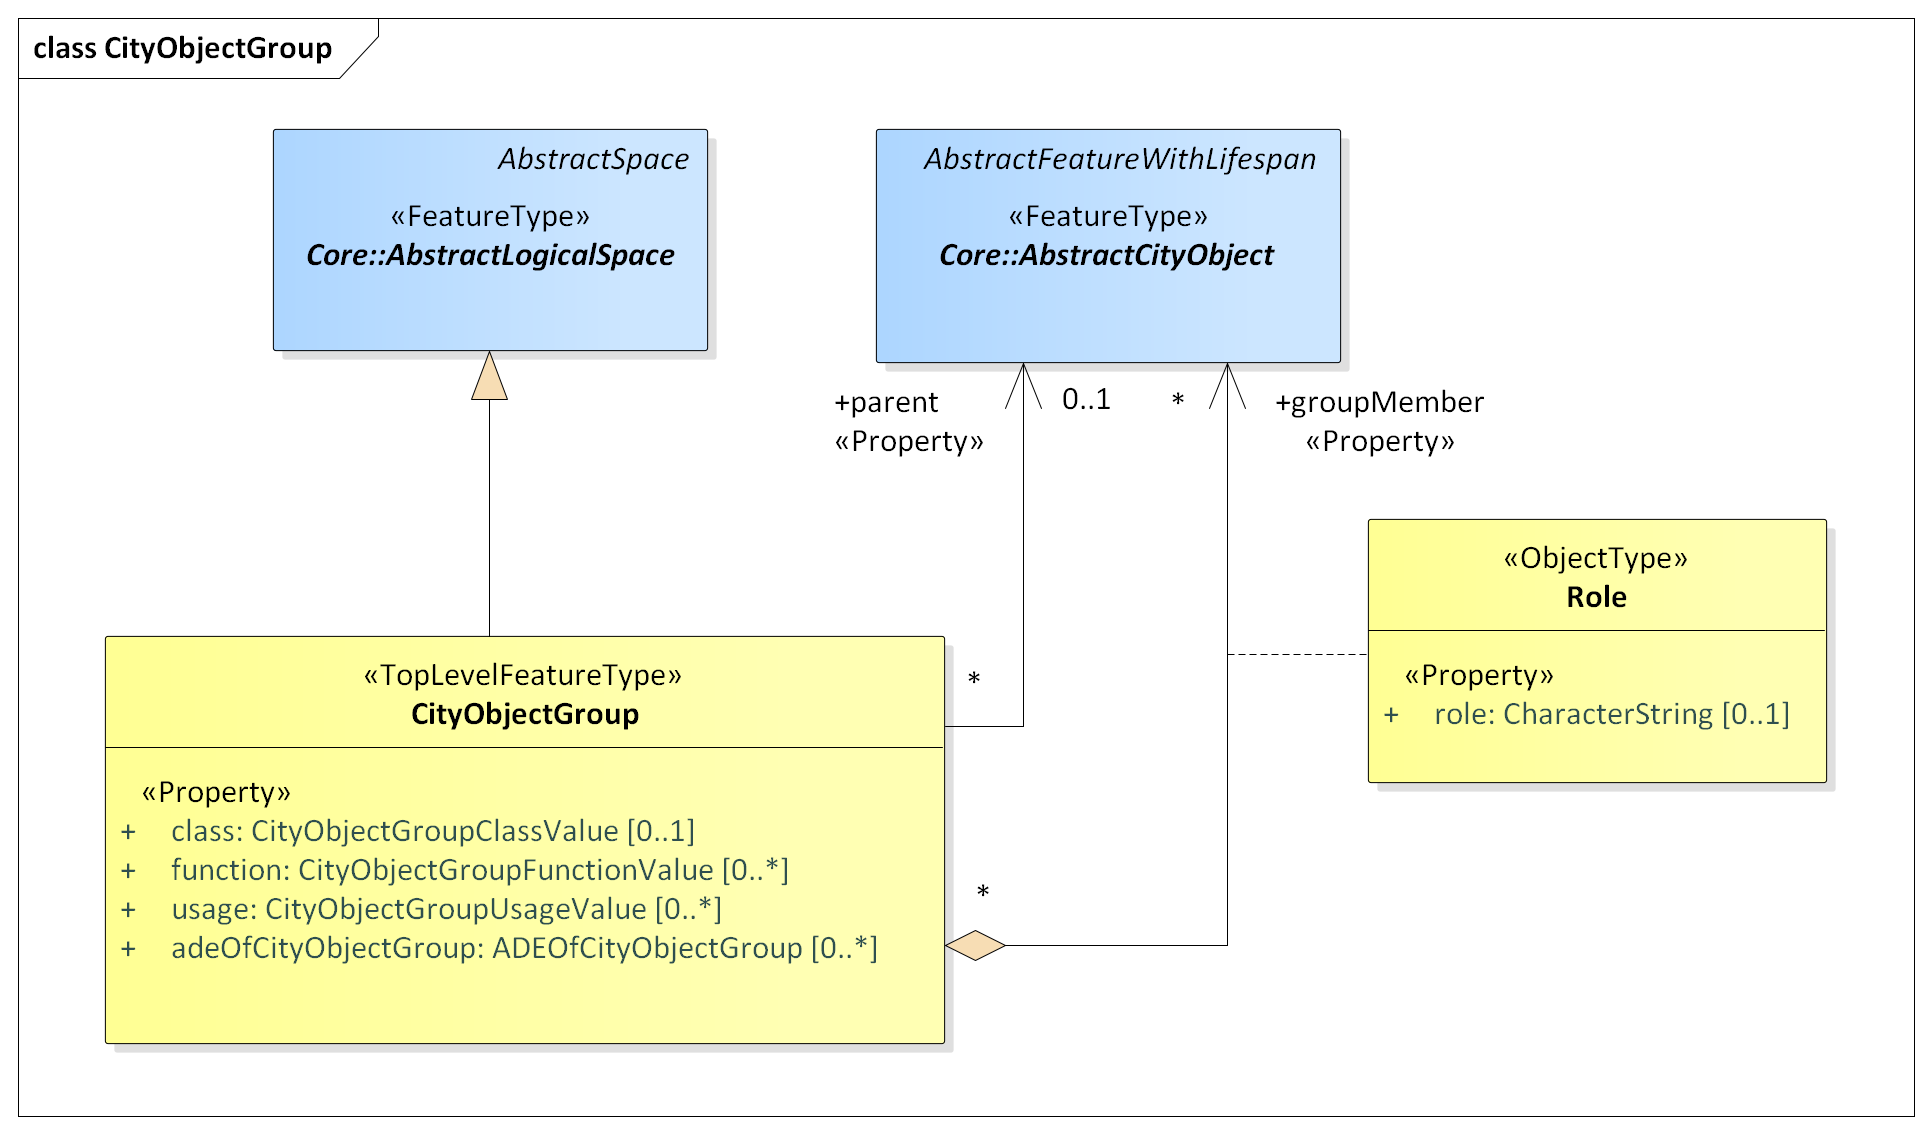 class CityObjectGroup
AbstractSpace
«FeatureType»
Core::AbstractLogicalSpace
AbstractFeatureWithLifespan
«FeatureType»
Core::AbstractCityObject
+parent
«Property»
0..1
*
+groupMember
«Property»
«ObjectType»
Role
«Property»
+ role: CharacterString [0..1]
«TopLevelFeatureType»
CityObjectGroup
*
«Property»
+ class: CityObjectGroupClassValue [0..1]
+ function: CityObjectGroupFunctionValue [0..*]
+ usage: CityObjectGroupUsageValue [0..*]
+ adeOfCityObjectGroup: ADEOfCityObjectGroup [0..*]
*